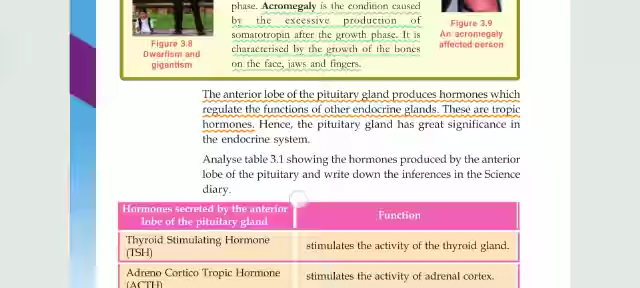 phase. Acromegaly is the condition caused
by the excessive production of
somatropin after the growth phase. It is
characterised by the growth of the bones
on the face, jaws and fingers.
Figure 3.8
Dwarfism and
gigantism
Figure 3.9
An acromegaly
affected person
The anterior lobe of the pituitary gland produces hormones which
regulate the functions of other endocrine glands. These are tropic
hormones. Hence, the pituitary gland has great significance in
the endocrine system.
Analyse table 3.1 showing the hormones produced by the anterior
lobe of the pituitary and write down the inferences in the Science
diary.
Hormones secreted by the anterior
lobe of the pituitary gland
Function
Thyroid Stimulating Hormone
(TSH)
stimulates the activity of the thyroid gland.
Adreno Cortico Tropic Hormone
(ACTH)
stimulates the activity of adrenal cortex.